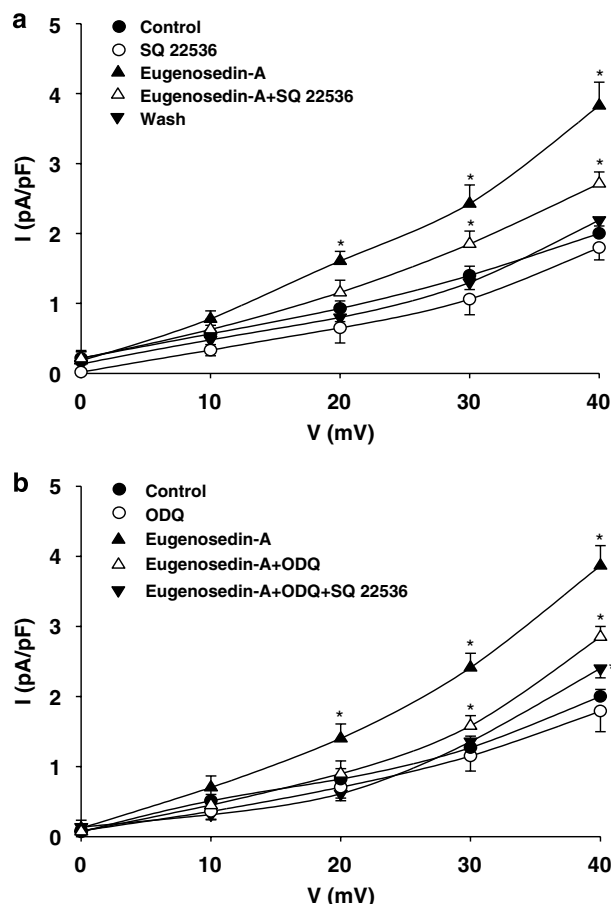 a
5
Control
SQ 22536
Eugenosedin-A
4
Eugenosedin-A+SQ 22536
Wash
*
*
3
*
*
*
2
1
0
I (pA/pF)
0 10 20 30 40
V (mV)
b
5
Control
ODQ
Eugenosedin-A
4
Eugenosedin-A+ODQ
Eugenosedin-A+ODQ+SQ 22536
*
*
3
*
*
*
*
2
1
0
I (pA/pF)
0 10 20 30 40
V (mV)